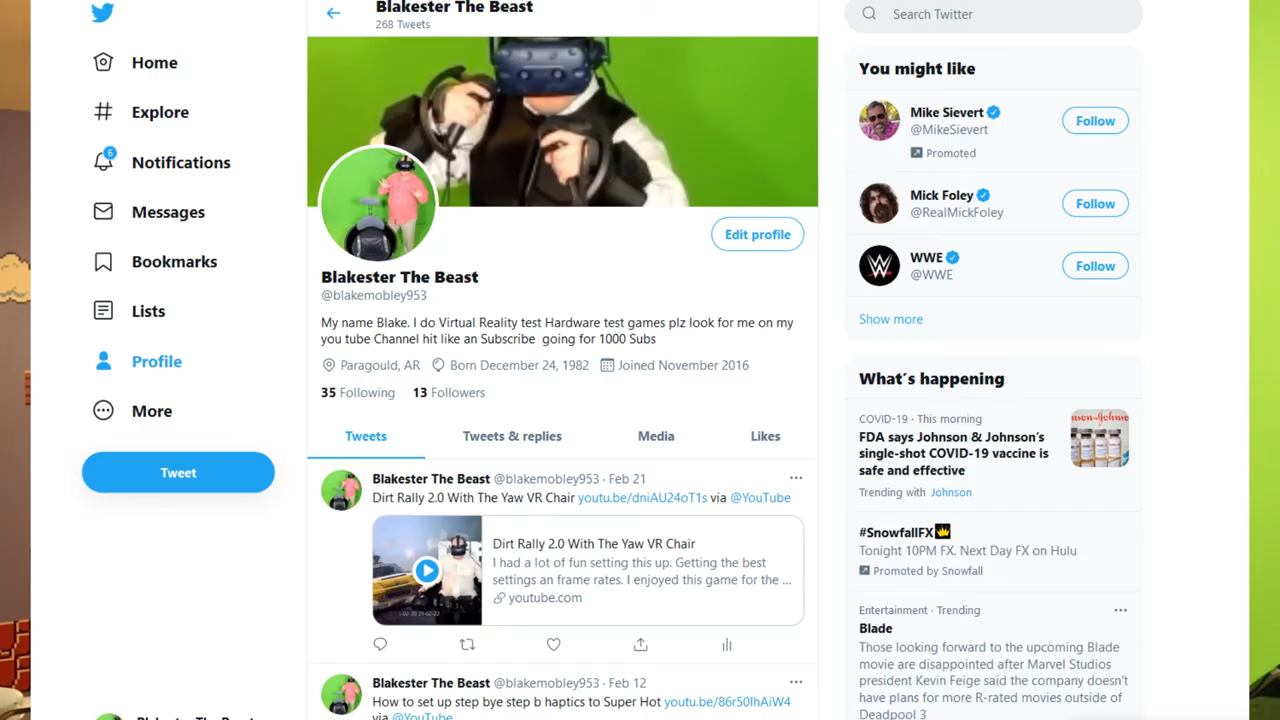 Home
Explore
6
Notifications
Messages
Bookmarks
Lists
Profile
More
Tweet
Blakester The Beast
268 Tweets
Edit profile
Blakester The Beast
@blakemobley953
My name Blake. I do Virtual Reality test Hardware test games plz look for me on my
you tube Channel hit like an Subscribe going for 1000 Subs
Paragould, AR Born December 24, 1982 Joined November 2016
35 Following 13 Followers
Tweets Tweets & replies Media Likes
Blakester The Beast @blakemobley953 · Feb 21
Dirt Rally 2.0 With The Yaw VR Chair youtu.be/dniAU24oT1s via @YouTube
Dirt Rally 2.0 With The Yaw VR Chair
I had a lot of fun setting this up. Getting the best
settings an frame rates. I enjoyed this game for the ...
youtube.com
Blakester The Beast @blakemobley953 · Feb 12
How to set up step bye step b haptics to Super Hot youtu.be/86r50IhAiW4
via @YouTube
Search Twitter
You might like
Mike Sievert
@MikeSievert
Promoted
Follow
Mick Foley
@RealMickFoley
Follow
WWE
@WWE
Follow
Show more
What´s happening
COVID-19 · This morning
FDA says Johnson & Johnson's
single-shot COVID-19 vaccine is
safe and effective
Trending with Johnson
#SnowfallFX
Tonight 10PM FX. Next Day FX on Hulu
Promoted by Snowfall
Entertainment · Trending
Blade
Those looking forward to the upcoming Blade
movie are disappointed after Marvel Studios
president Kevin Feige said the company doesn't
have plans for more R-rated movies outside of
Deadpool 3